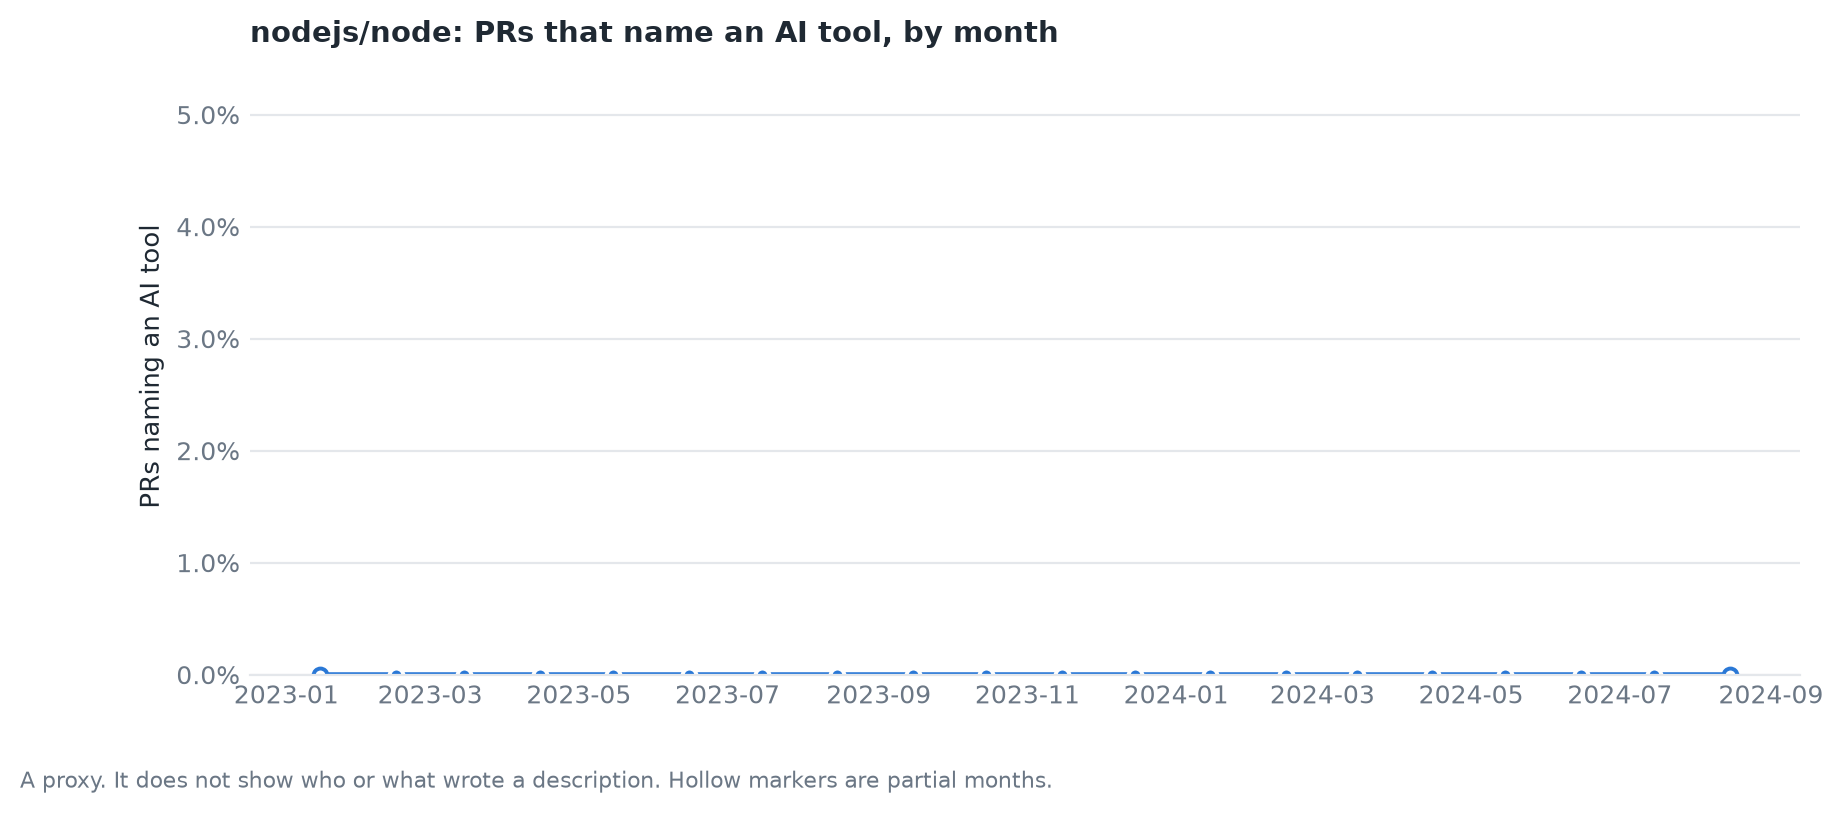 nodejs/node: PRs that name an AI tool, by month
PRs naming an AI tool
5.0%
4.0%
3.0%
2.0%
1.0%
0.0%
2023-01 2023-03 2023-05 2023-07 2023-09 2023-11 2024-01 2024-03 2024-05 2024-07 2024-09
A proxy. It does not show who or what wrote a description. Hollow markers are partial months.